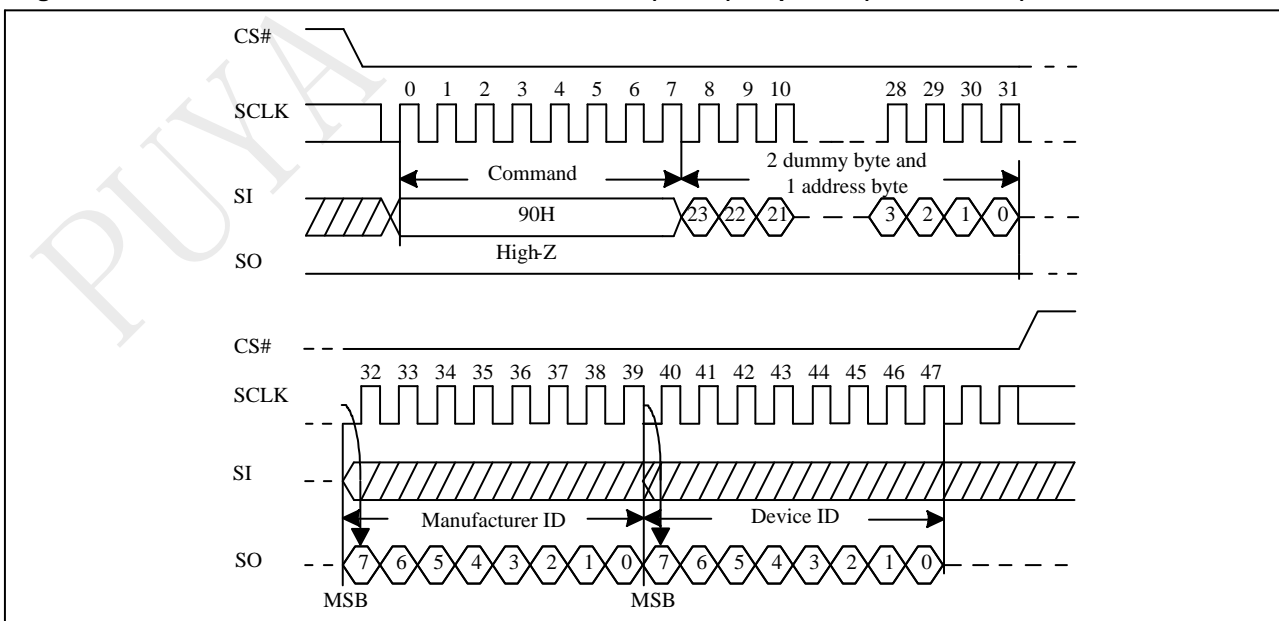 CS#
0 1 2 3 4 5 6 7 8 9 10 28 29 30 31
SCLK
Command
2 dummy byte and
1 address byte
SI
90H 23 22 21 3 2 1 0
High-Z
SO
CS#
32 33 34 35 36 37 38 39 40 41 42 43 44 45 46 47
SCLK
SI
Manufacturer ID Device ID
SO 7 6 5 4 3 2 1 0 7 6 5 4 3 2 1 0
MSB MSB
PUYA